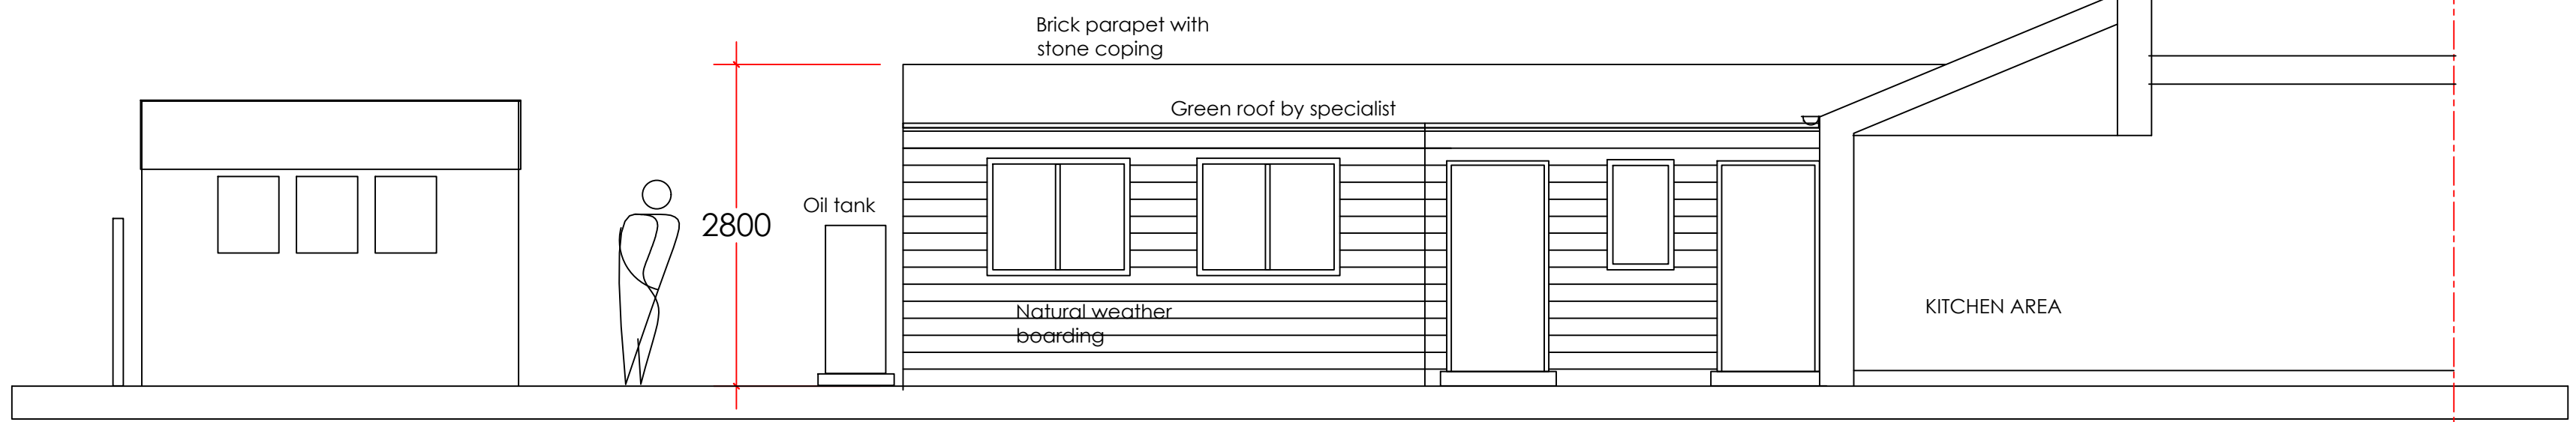 Brick parapet with
stone coping
Green roof by specialist
Oil tank
2800
Natural weather
boarding
KITCHEN AREA